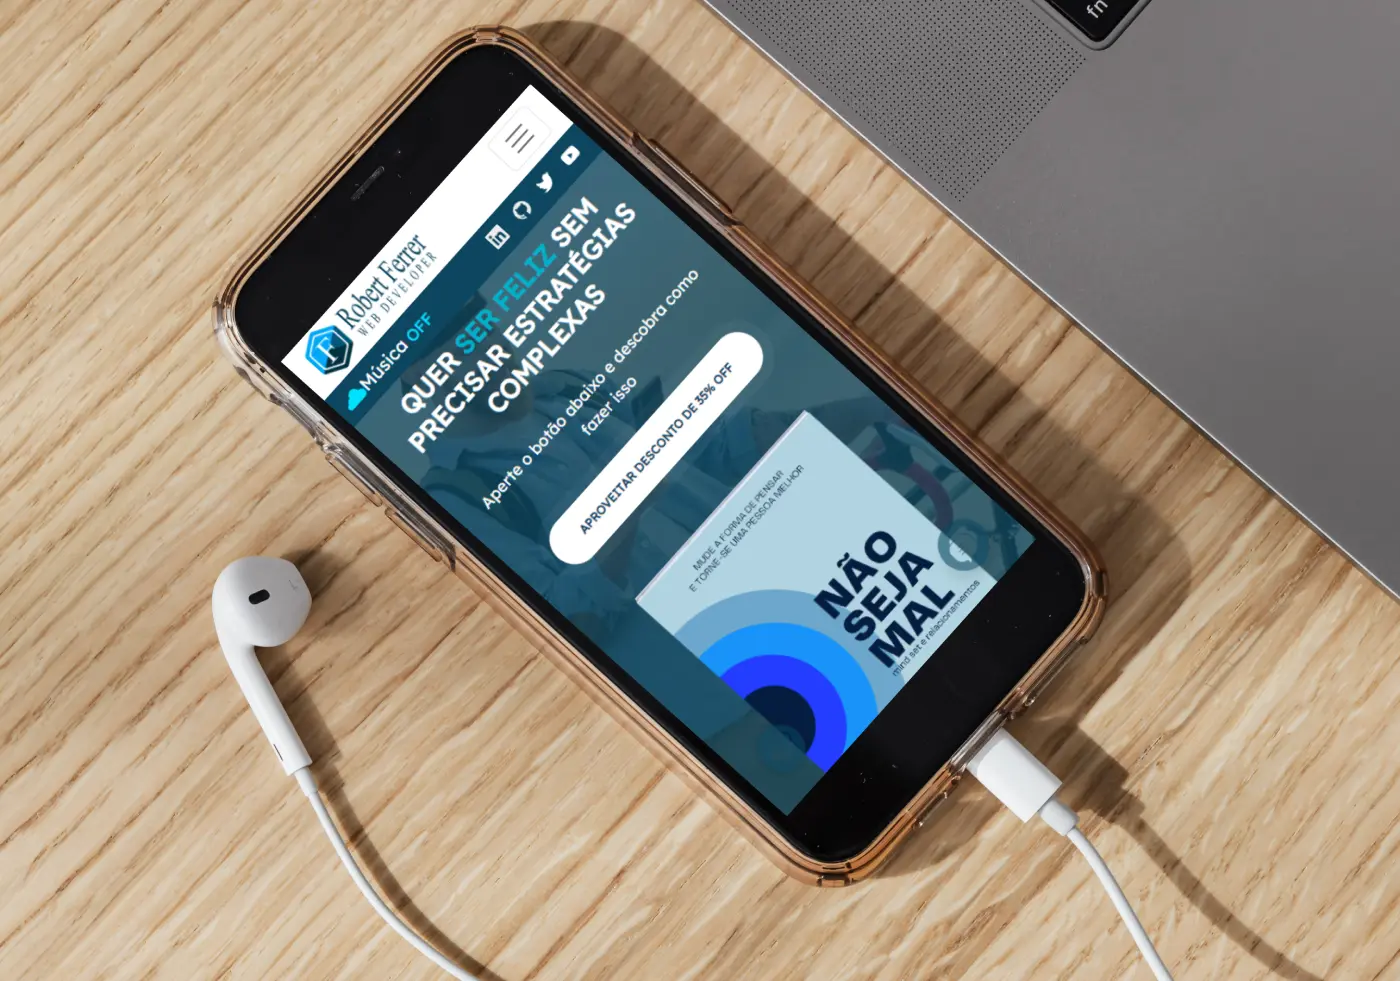 fn
Robert Ferrer
WEB DEVELOPER
Música OFF
QUER SER FELIZ SEM
PRECISAR ESTRATÉGIAS
COMPLEXAS
Aperte o botão abaixo e descobra como
fazer isso
APROVEITAR DESCONTO DE 35% OFF
MUDE A FORMA DE PENSAR
E TORNE-SE UMA PESSOA MELHOR
NÃO
SEJA
MAL
mind set e relacionamentos